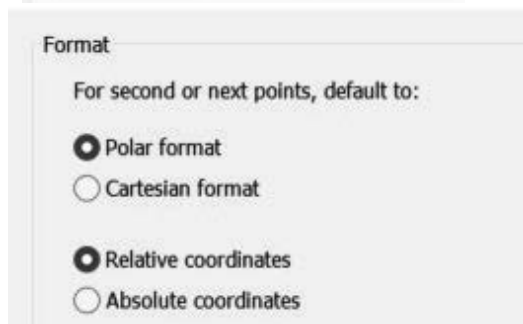 Format
For second or next points, default to:
Polar format
Cartesian format
Relative coordinates
Absolute coordinates